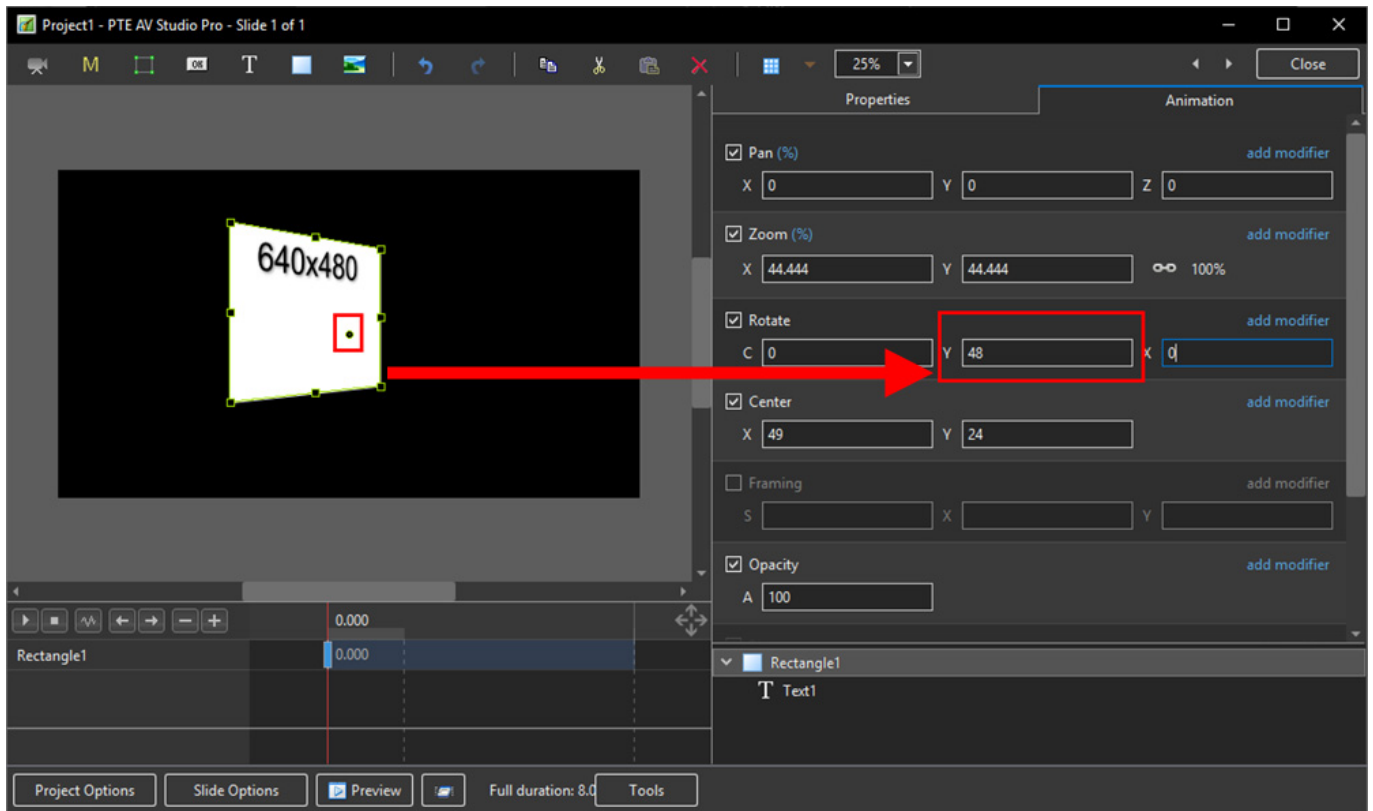 Project1 - PTE AV Studio Pro - Slide 1 of 1
M OK T 25% Close
Properties Animation
Pan (%) add modifier
X 0 Y 0 Z 0
Zoom (%) add modifier
X 44.444 Y 44.444 100%
Rotate add modifier
C 0 Y 48 X 0
Center add modifier
X 49 Y 24
Framing add modifier
S X Y
Opacity add modifier
A 100
640x480
0.000
Rectangle1 0.000
Rectangle1
T Text1
Project Options Slide Options Preview Full duration: 8.0 Tools